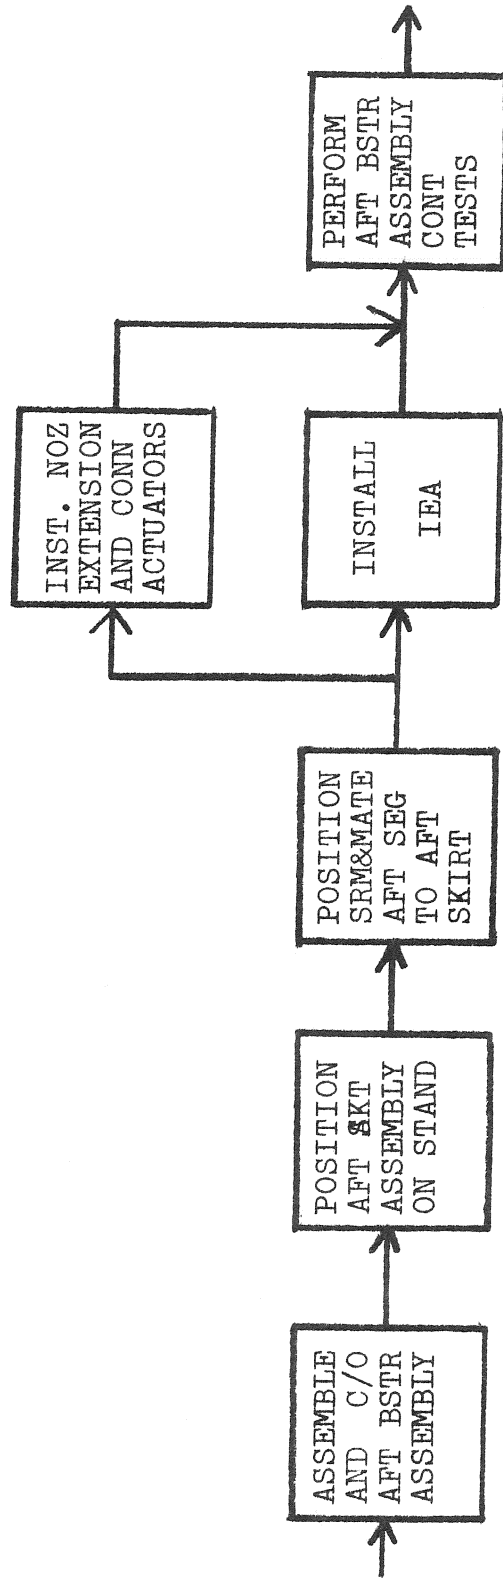 ASSEMBLE
AND C/O
AFT BSTR
ASSEMBLY
POSITION
AFT SKT
ASSEMBLY
ON STAND
POSITION
SRM&MATE
AFT SEG
TO AFT
SKIRT
INST. NOZ
EXTENSION
AND CONN
ACTUATORS
INSTALL
IEA
PERFORM
AFT BSTR
ASSEMBLY
CONT
TESTS